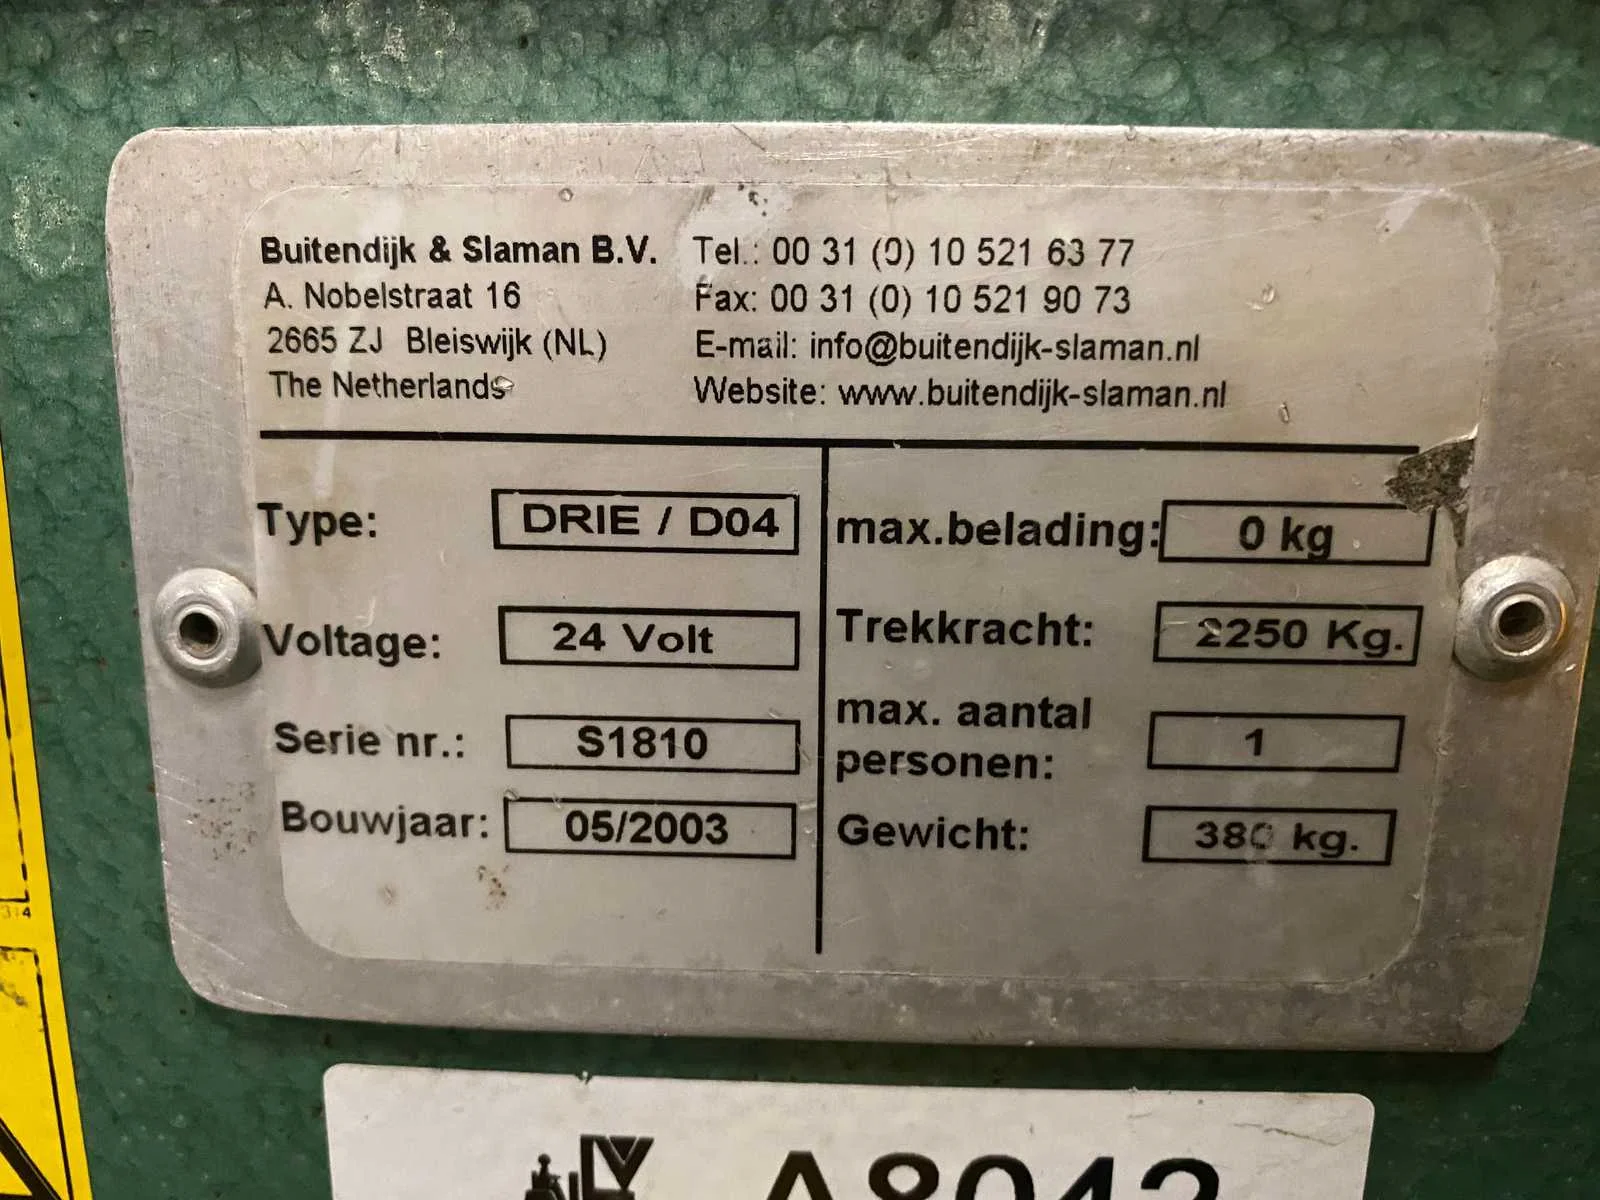 Buitendijk & Slaman B.V.
A. Nobelstraat 16
2665 ZJ Bleiswijk (NL)
The Netherlands
Tel.: 00 31 (0) 10 521 63 77
Fax: 00 31 (0) 10 521 90 73
E-mail: info@buitendijk-slaman.nl
Website: www.buitendijk-slaman.nl
Type: DRIE / D04
Voltage: 24 Volt
Serie nr.: S1810
Bouwjaar: 05/2003
max.belading: 0 kg
Trekkracht: 2250 Kg.
max. aantal
personen: 1
Gewicht: 380 kg.